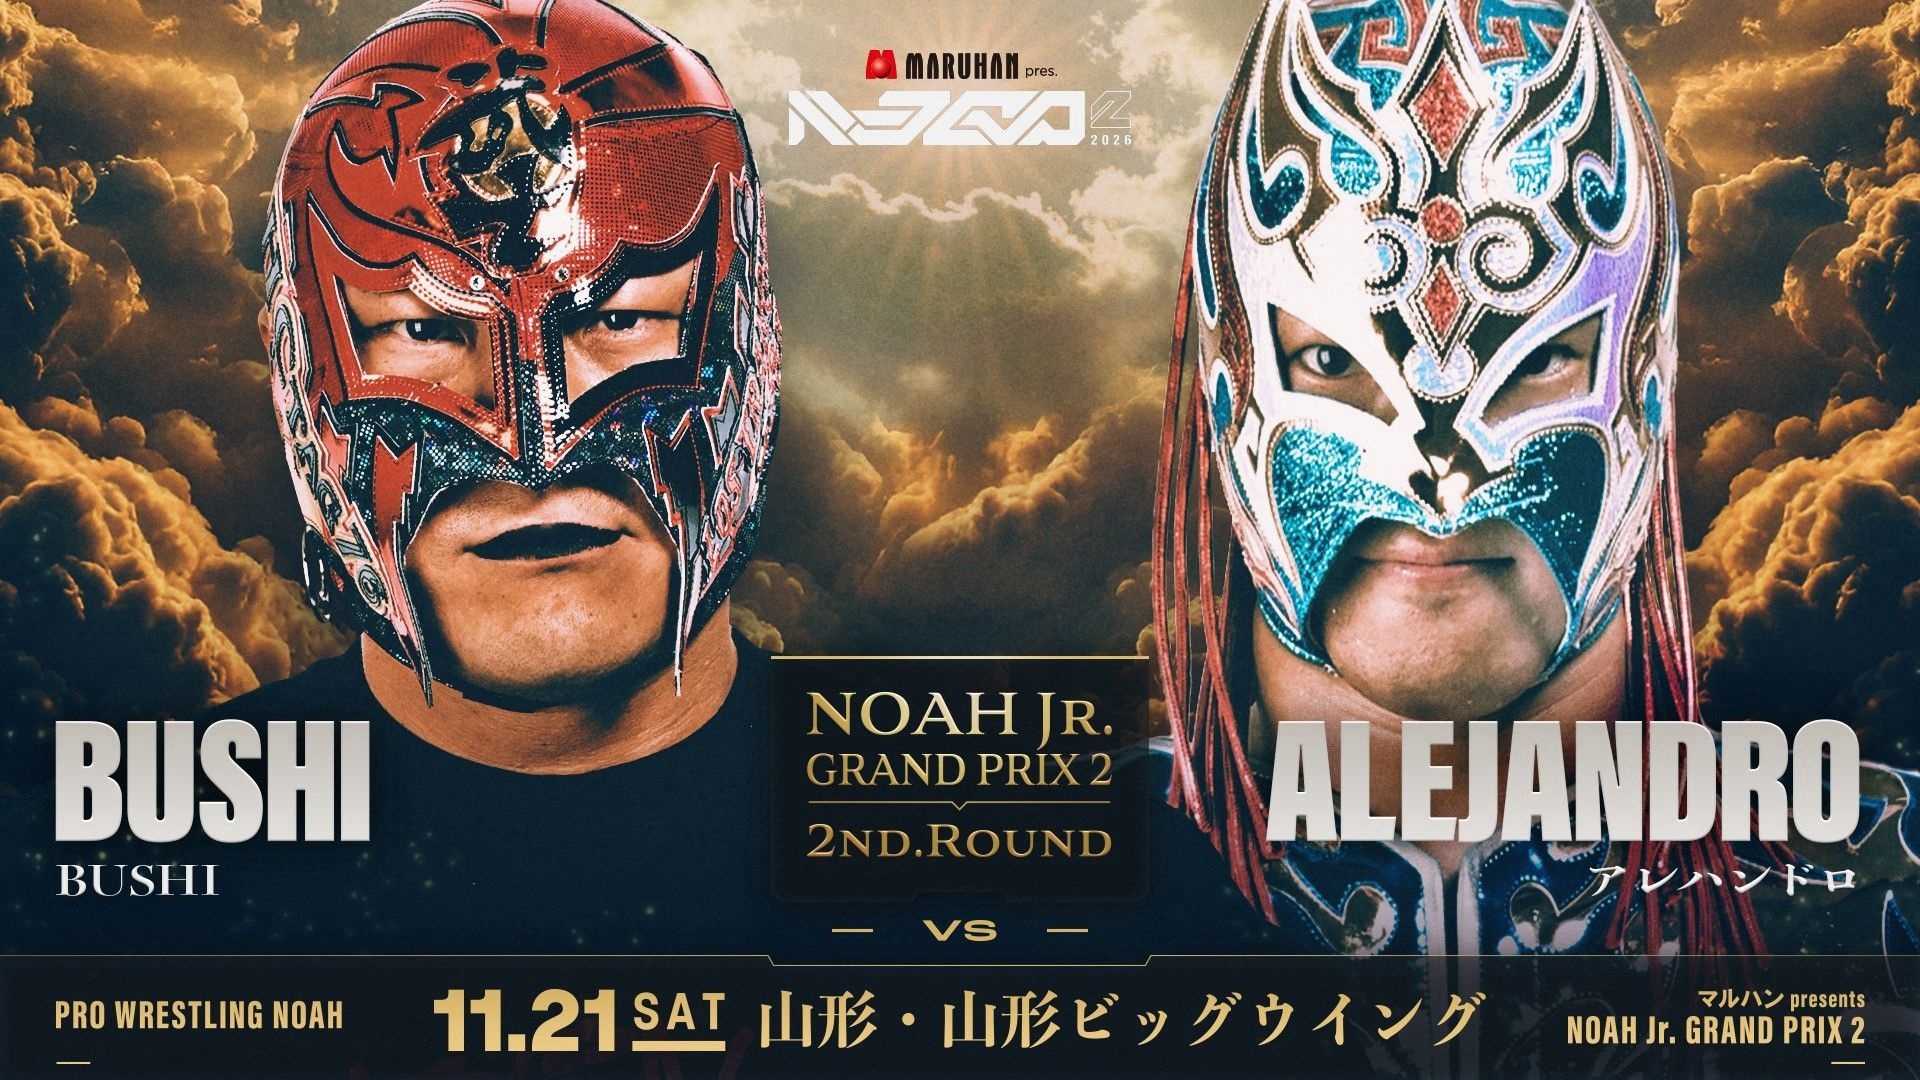 MARUHAN pres.
2
2026
BUSHI
BUSHI
NOAH JR.
GRAND PRIX 2
2ND.ROUND
VS
ALEJANDRO
アレハンドロ
PRO WRESTLING NOAH
11.21 SAT 山形・山形ビッグウイング
マルハン presents
NOAH Jr. GRAND PRIX 2